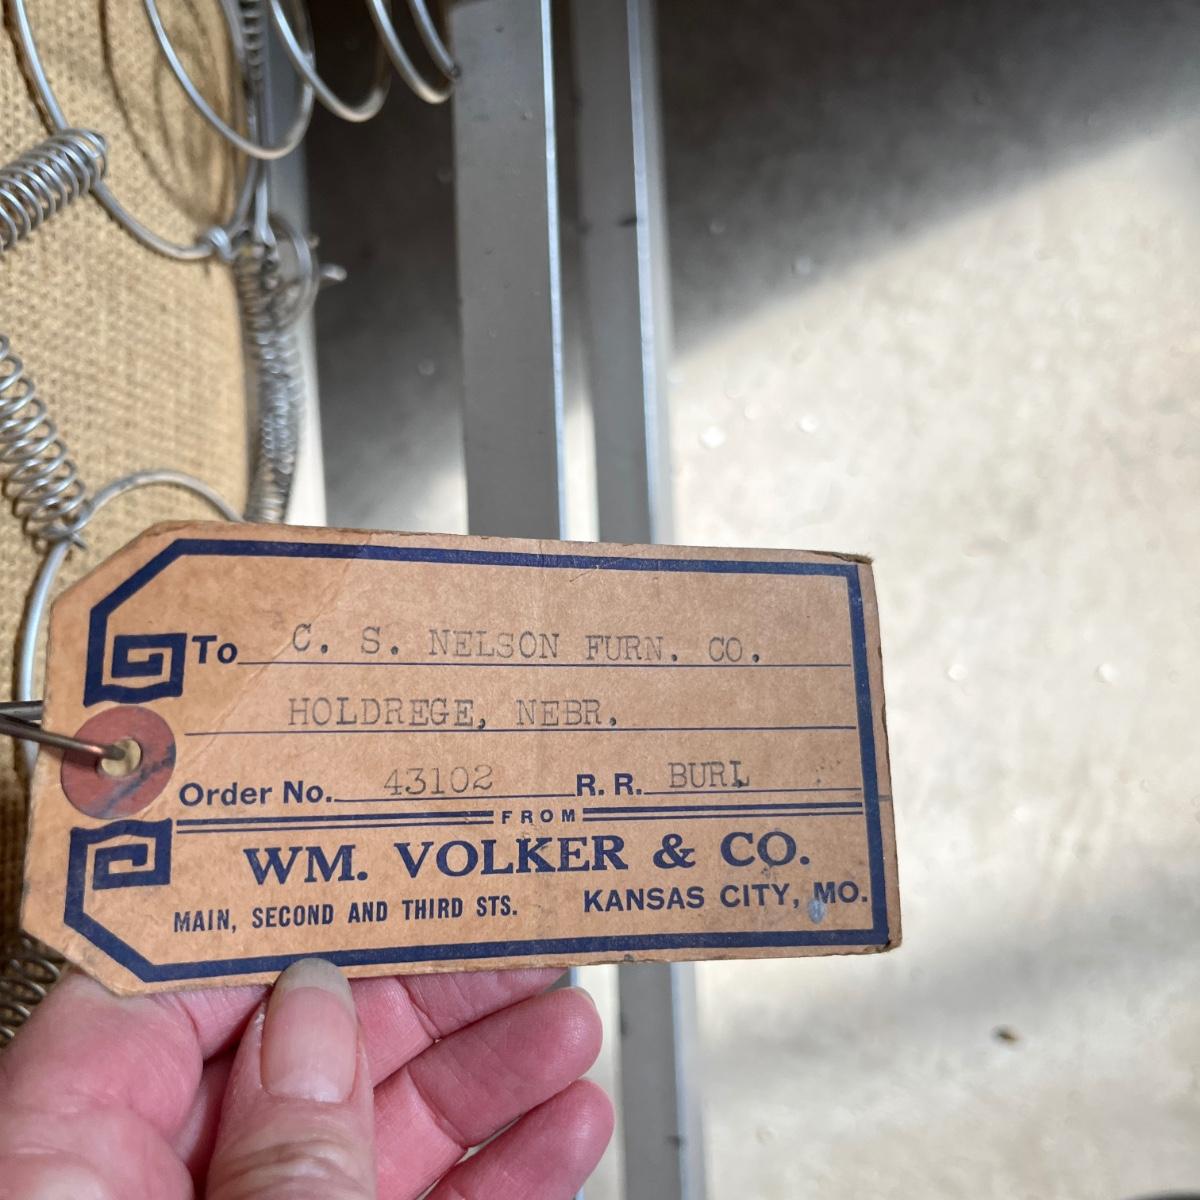 To C. S. NELSON FURN. CO.
HOLDREGE, NEBR.
Order No. 43102 R. R. BURL
FROM
WM. VOLKER & CO.
MAIN, SECOND AND THIRD STS. KANSAS CITY, MO.